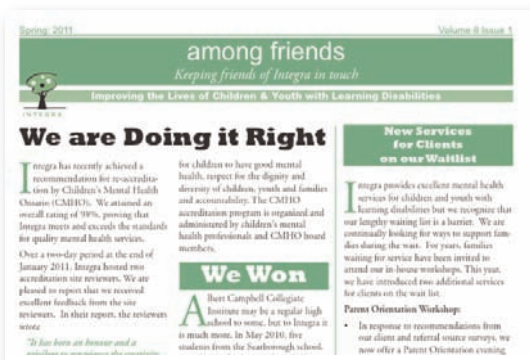 Spring: 2011
Volume 8 Issue 1
among friends
Keeping friends of Integra in touch
INTEGRA
Improving the Lives of Children & Youth with Learning Disabilities
We are Doing it Right
Integra has recently achieved a
recommendation for re-accredita-
tion by Children's Mental Health
Ontario (CMHO). We attained an
overall rating of 98%, proving that
Integra meets and exceeds the standards
for quality mental health services.
Over a two-day period at the end of
January 2011, Integra hosted two
accreditation site reviewers. We are
pleased to report that we received
excellent feedback from the site
reviewers. In their report, the reviewers
wrote
"It has been an honour and a
for children to have good mental
health, respect for the dignity and
diversity of children, youth and families
and accountability. The CMHO
accreditation program is organized and
administered by children's mental
health professionals and CMHO board
members.
We Won
Albert Campbell Collegiate
Institute may be a regular high
school to some, but to Integra it
is much more. In May 2010, five
students from the Scarborough school
New Services
for Clients
on our Waitlist
Integra provides excellent mental health
services for children and youth with
learning disabilities but we recognize that
our lengthy waiting list is a barrier. We are
continually looking for ways to support fam-
ilies during the wait. For years, families
waiting for service have been invited to
attend our in-house workshops. This year,
we have introduced two additional services
for clients on the wait list.
Parent Orientation Workshop:
• In response to recommendations from
our client and referral source surveys, we
now offer a Parent Orientation evening